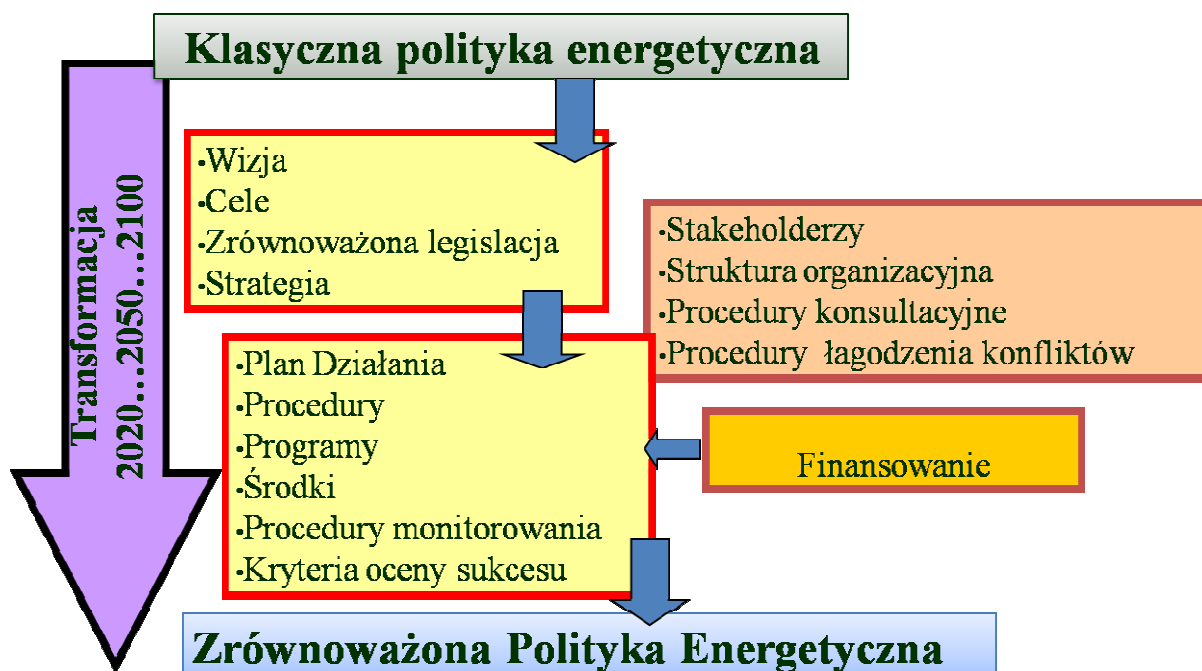 Klasyczna polityka energetyczna
Transformacja
2020...2050...2100
•Wizja
•Cele
•Zrównoważona legislacja
•Strategia
•Stakeholderzy
•Struktura organizacyjna
•Procedury konsultacyjne
•Procedury łagodzenia konfliktów
•Plan Działania
•Procedury
•Programy
•Środki
•Procedury monitorowania
•Kryteria oceny sukcesu
Finansowanie
Zrównoważona Polityka Energetyczna